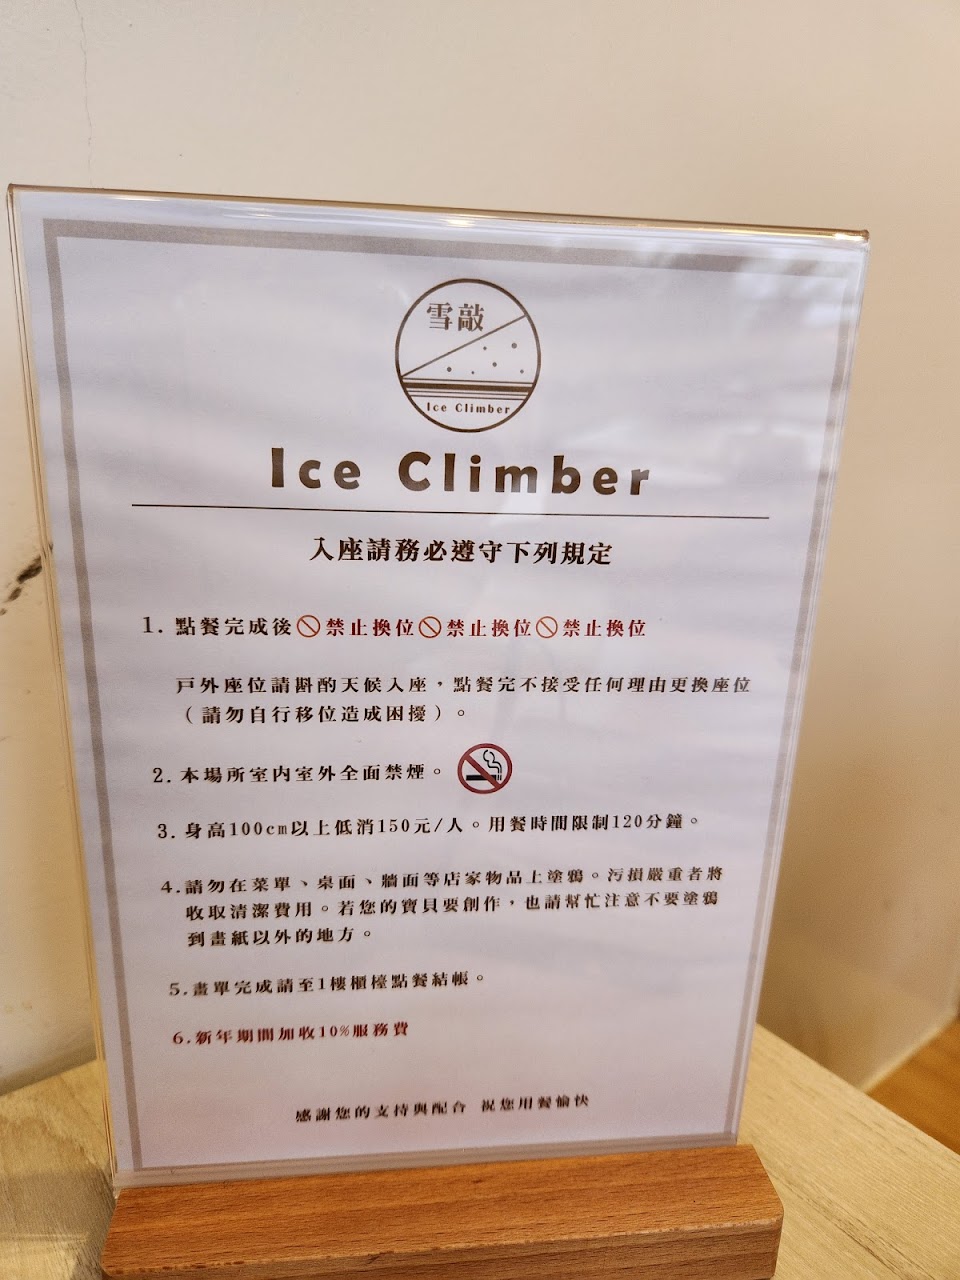 雪敲
Ice Climber
Ice Climber
入座請務必遵守下列規定
1. 點餐完成後禁止換位禁止換位禁止換位
戶外座位請斟酌天候入座，點餐完不接受任何理由更換座位
（請勿自行移位造成困擾）。
2. 本場所室內室外全面禁煙。
3. 身高100cm以上低消150元/人。用餐時間限制120分鐘。
4.請勿在菜單、桌面、牆面等店家物品上塗鴉。污損嚴重者將
收取清潔費用。若您的寶貝要創作，也請幫忙注意不要塗鴉
到畫紙以外的地方。
5.畫單完成請至1樓櫃檯點餐結帳。
6.新年期間加收10%服務費
感謝您的支持與配合 祝您用餐愉快